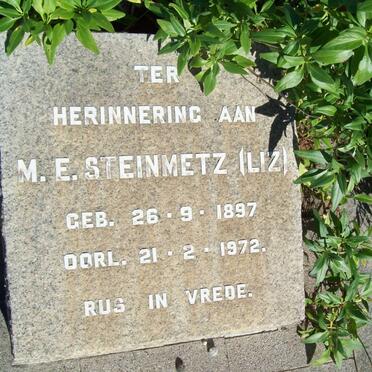 TER
HERINNERING AAN
M. E. STEINMETZ (LIZ)
GEB. 26 · 9 · 1897
OORL. 21 · 2 · 1972.
RUS IN VREDE.